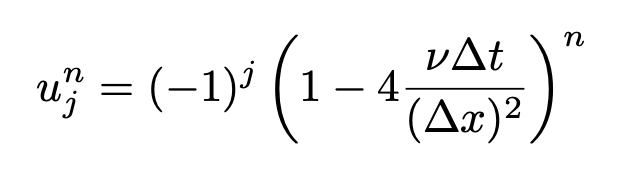 $u_j^n = (-1)^j \left( 1 - 4 \frac{\nu \Delta t}{(\Delta x)^2} \right)^n$